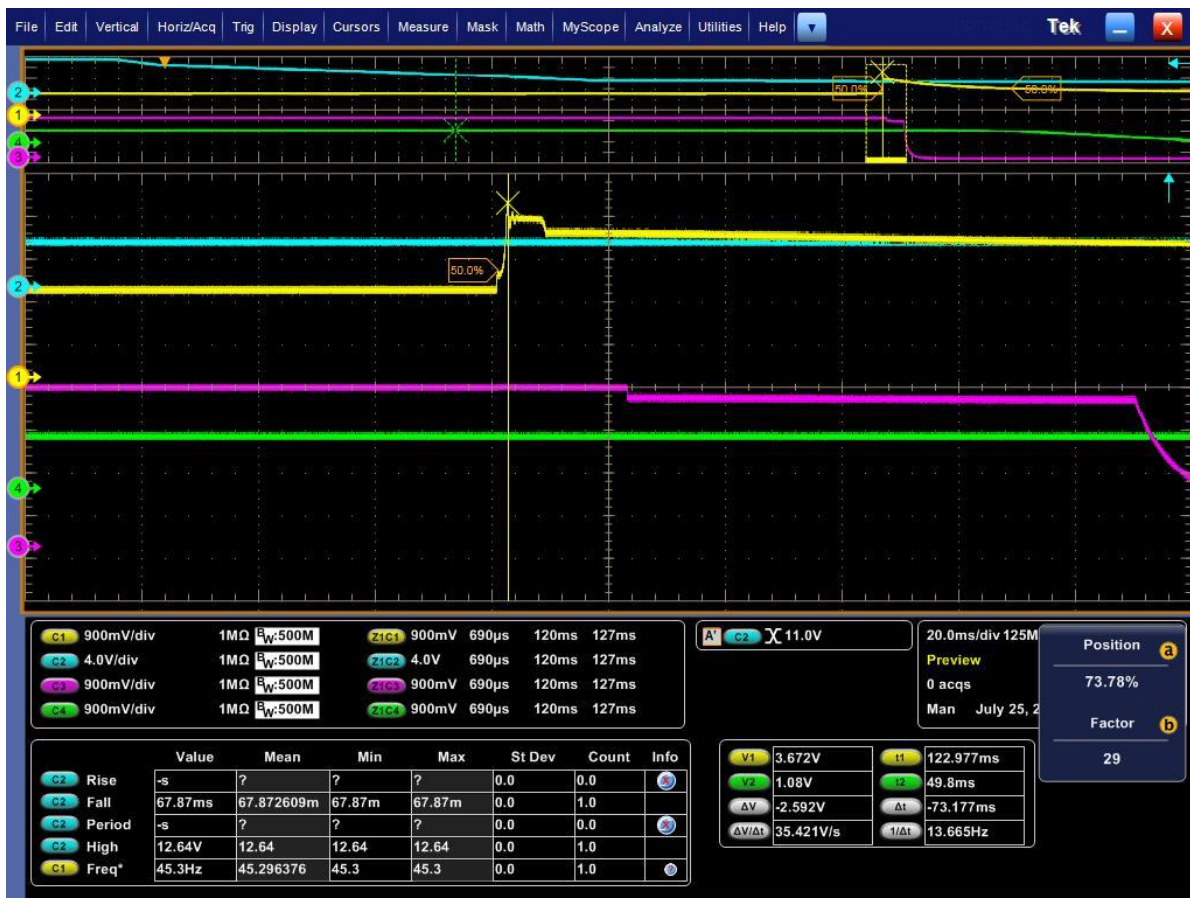 File Edit Vertical Horiz/Acq Trig Display Cursors Measure Mask Math MyScope Analyze Utilities Help Tek X
2
50.0% 50.0%
1
4
3
50.0%
2
1
4
3
C1 900mV/div 1MΩ BW:500M Z1C1 900mV 690µs 120ms 127ms
C2 4.0V/div 1MΩ BW:500M Z1C2 4.0V 690µs 120ms 127ms
C3 900mV/div 1MΩ BW:500M Z1C3 900mV 690µs 120ms 127ms
C4 900mV/div 1MΩ BW:500M Z1C4 900mV 690µs 120ms 127ms
A' C2 11.0V
20.0ms/div 125M
Preview
0 acqs
Man July 25, 2
Position a
73.78%
Factor b
29
Value Mean Min Max St Dev Count Info
C2 Rise -s ? ? ? 0.0 0.0
C2 Fall 67.87ms 67.872609m 67.87m 67.87m 0.0 1.0
C2 Period -s ? ? ? 0.0 0.0
C2 High 12.64V 12.64 12.64 12.64 0.0 1.0
C1 Freq* 45.3Hz 45.296376 45.3 45.3 0.0 1.0
V1 3.672V t1 122.977ms
V2 1.08V t2 49.8ms
ΔV -2.592V Δt -73.177ms
ΔV/Δt 35.421V/s 1/Δt 13.665Hz